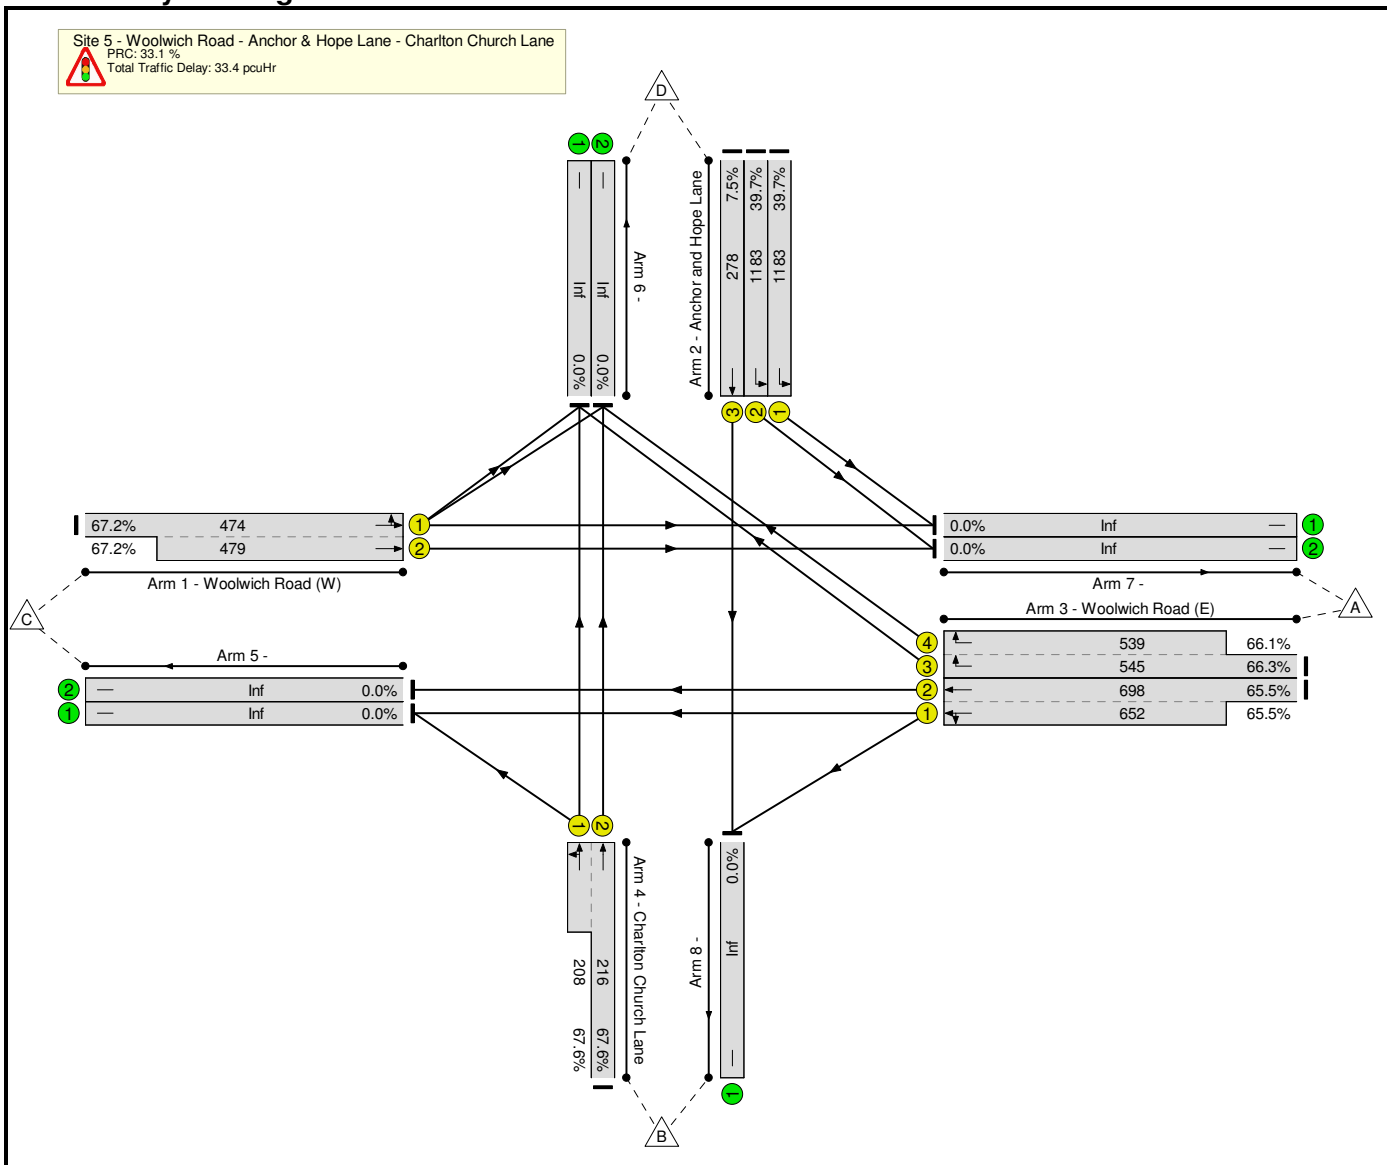 Site 5 - Woolwich Road - Anchor & Hope Lane - Charlton Church Lane
PRC: 33.1 %
Total Traffic Delay: 33.4 pcuHr
D
1
2
—
—
Inf
Inf
0.0%
0.0%
Arm 6 -
Arm 2 - Anchor and Hope Lane
7.5%
39.7%
39.7%
278
1183
1183
3
2
1
67.2%
474
1
67.2%
479
2
Arm 1 - Woolwich Road (W)
C
0.0%
Inf
—
1
0.0%
Inf
—
2
Arm 7 -
A
Arm 3 - Woolwich Road (E)
4
539
66.1%
3
545
66.3%
2
698
65.5%
1
652
65.5%
Arm 5 -
2
—
Inf
0.0%
1
—
Inf
0.0%
1
2
208
216
67.6%
67.6%
Arm 4 - Charlton Church Lane
Arm 8 -
0.0%
Inf
—
1
B